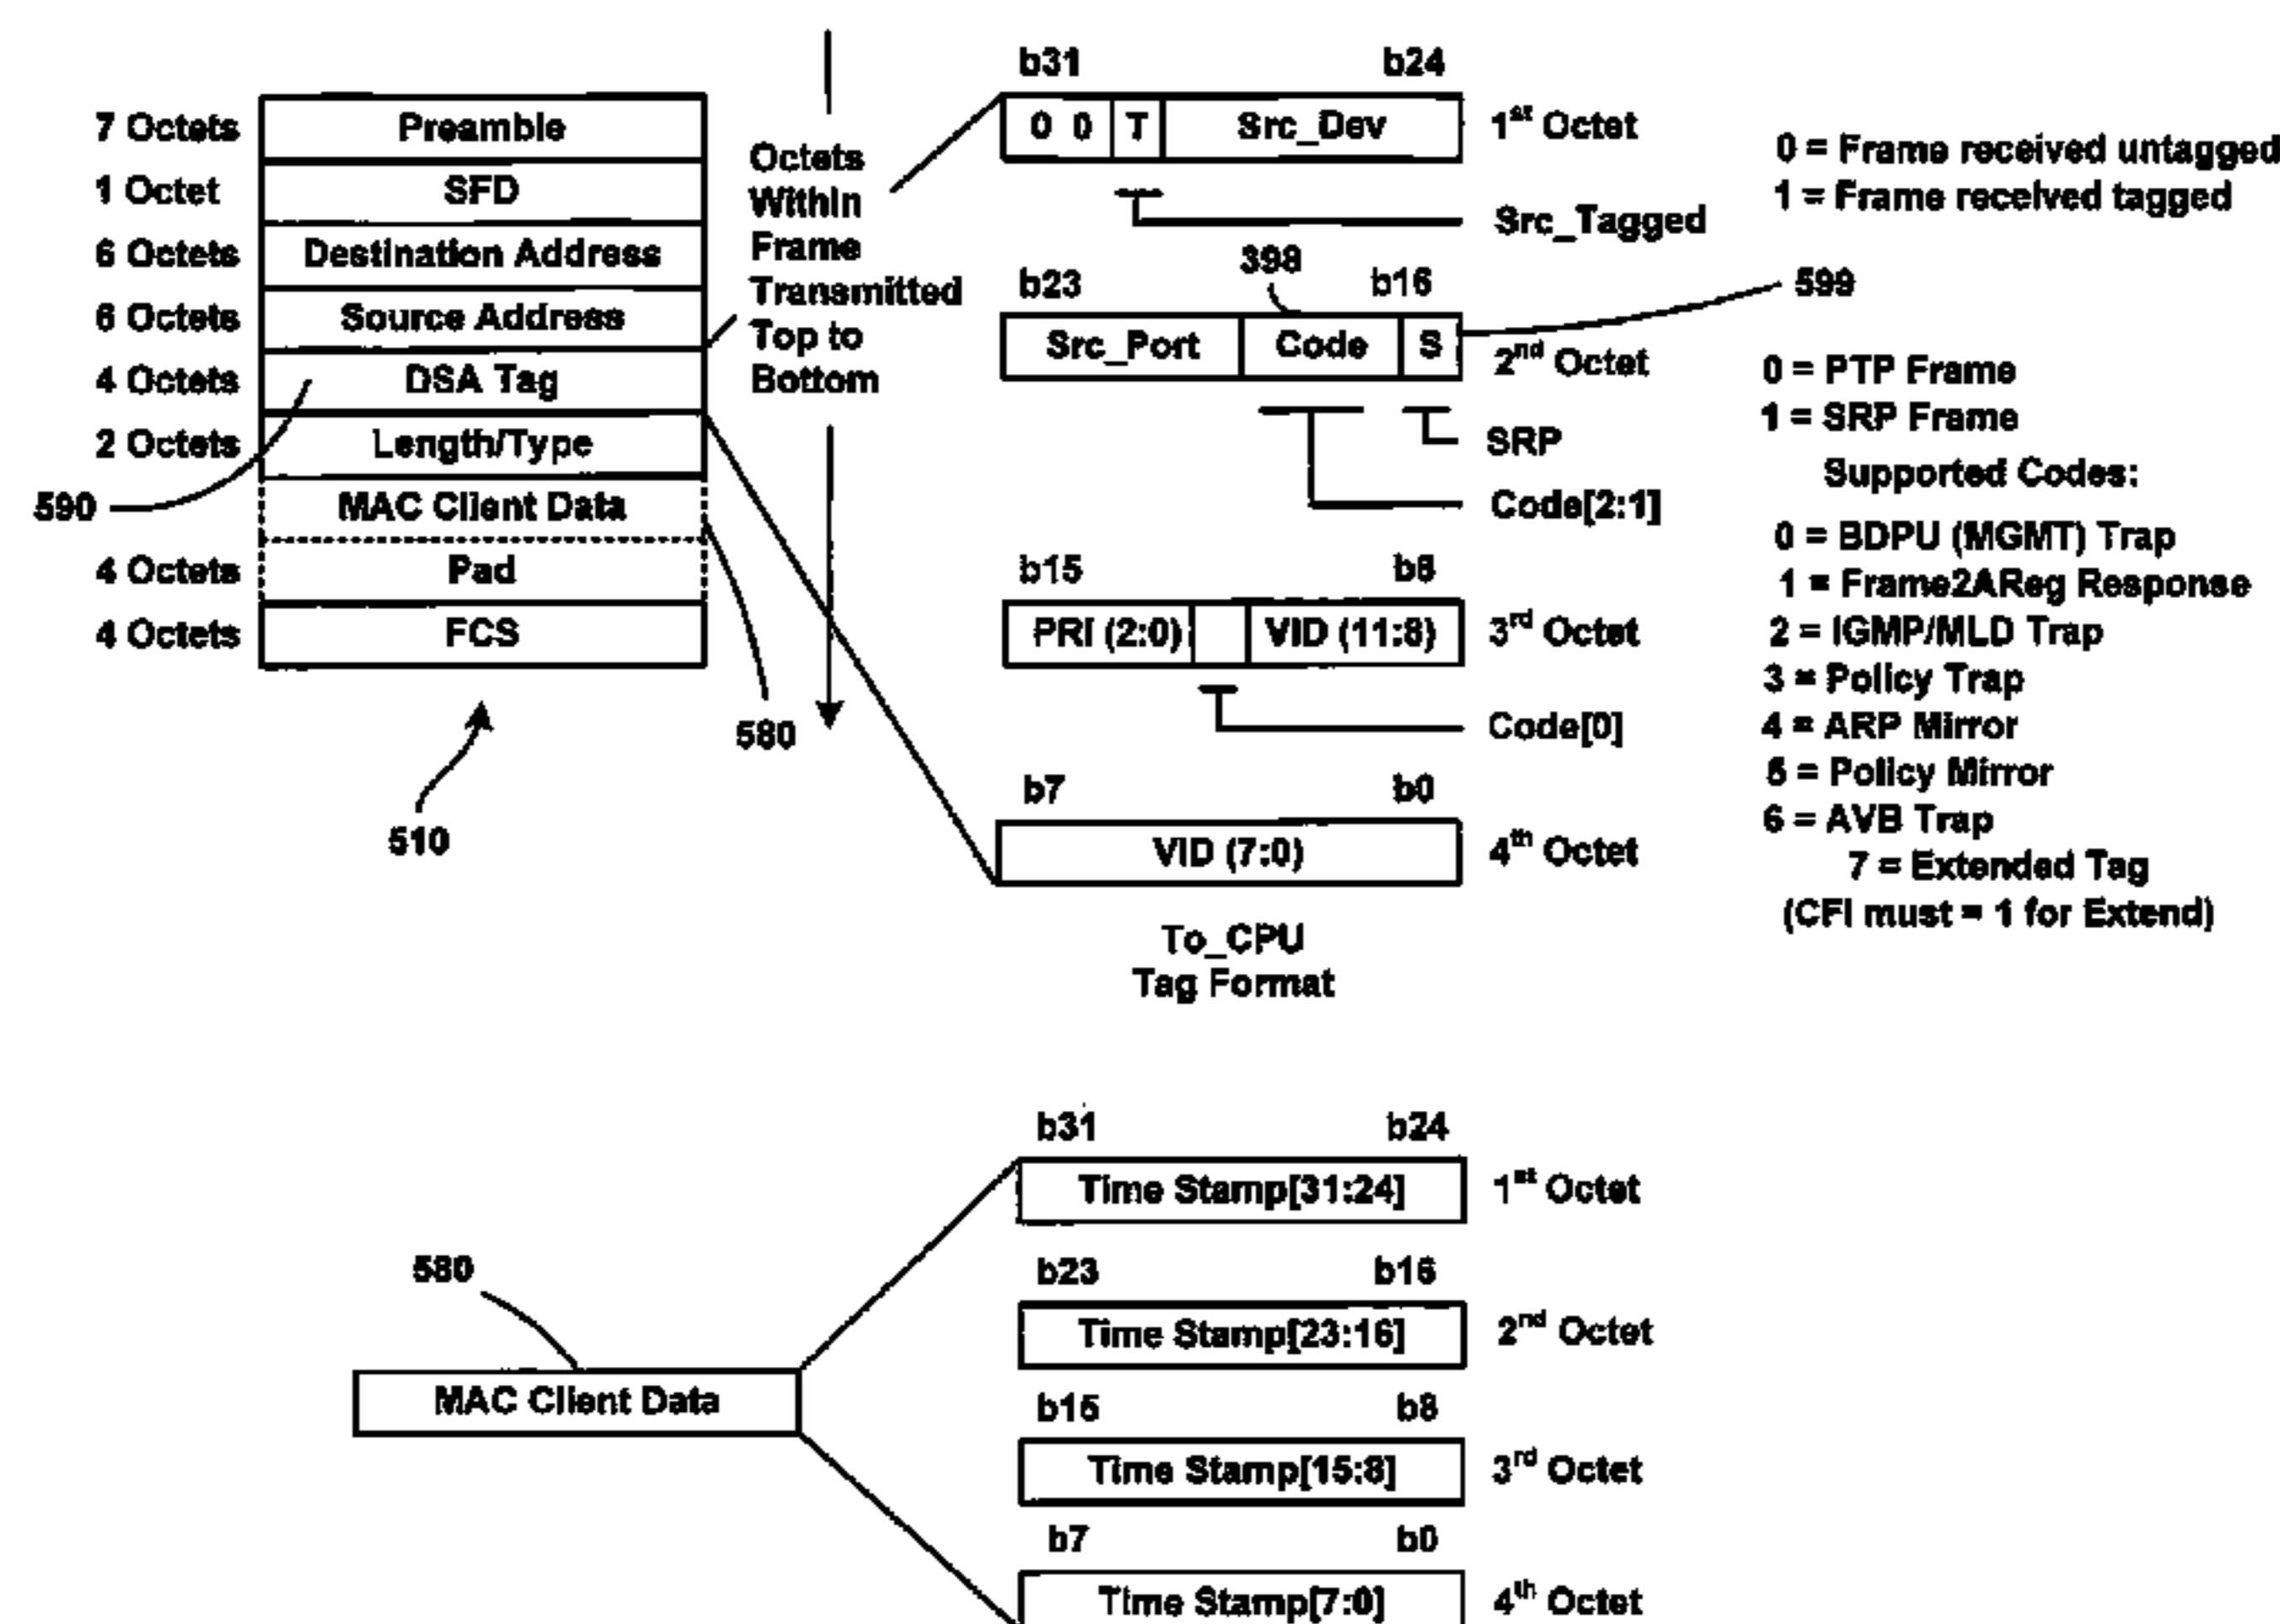 7 Octets Preamble
1 Octet SFD
6 Octets Destination Address
6 Octets Source Address
4 Octets DSA Tag
2 Octets Length/Type
MAC Client Data
4 Octets Pad
4 Octets FCS
590
580
510
Octets
Within
Frame
Transmitted
Top to
Bottom
b31 b24
0 0 T Src_Dev 1st Octet
Src_Tagged
0 = Frame received untagged
1 = Frame received tagged
398
b23 b16
599
Src_Port Code S 2nd Octet
SRP
Code[2:1]
0 = PTP Frame
1 = SRP Frame
Supported Codes:
0 = BDPU (MGMT) Trap
1 = Frame2AReg Response
2 = IGMP/MLD Trap
3 = Policy Trap
4 = ARP Mirror
5 = Policy Mirror
6 = AVB Trap
7 = Extended Tag
(CFI must = 1 for Extend)
b15 b8
PRI (2:0) VID (11:8) 3rd Octet
Code[0]
b7 b0
VID (7:0) 4th Octet
To_CPU
Tag Format
580
MAC Client Data
b31 b24
Time Stamp[31:24] 1st Octet
b23 b16
Time Stamp[23:16] 2nd Octet
b15 b8
Time Stamp[15:8] 3rd Octet
b7 b0
Time Stamp[7:0] 4th Octet